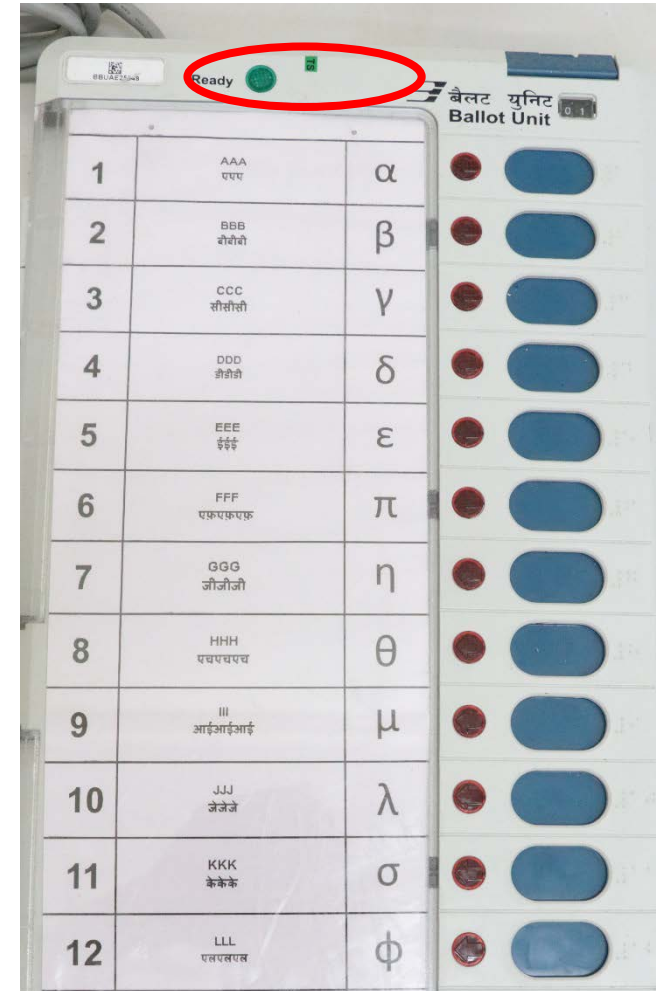 Ready
TS
बैलट युनिट
Ballot Unit
01
1 AAA α
एएए
2 BBB β
बीबीबी
3 CCC γ
सीसीसी
4 DDD δ
डीडीडी
5 EEE ε
ईईई
6 FFF π
एफ़एफ़एफ़
7 GGG η
जीजीजी
8 HHH θ
एचएचएच
9 III μ
आईआईआई
10 JJJ λ
जेजेजे
11 KKK σ
केकेके
12 LLL ф
एलएलएल